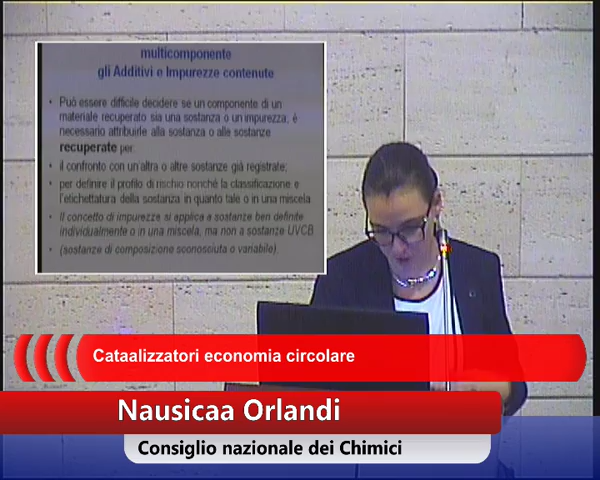 multicomponente
gli Additivi e Impurezze contenute
• Può essere difficile decidere se un componente di un
materiale recuperato sia una sostanza o un impurezza, è
necessario attribuirle alla sostanza o alle sostanze
recuperate per:
• il confronto con un'altra o altre sostanze già registrate;
• per definire il profilo di rischio nonché la classificazione e
l'etichettatura della sostanza in quanto tale o in una miscela
• Il concetto di impurezze si applica a sostanze ben definite
individualmente o in una miscela, ma non a sostanze UVCB
• (sostanze di composizione sconosciuta o variabile)
Cataalizzatori economia circolare
Nausicaa Orlandi
Consiglio nazionale dei Chimici